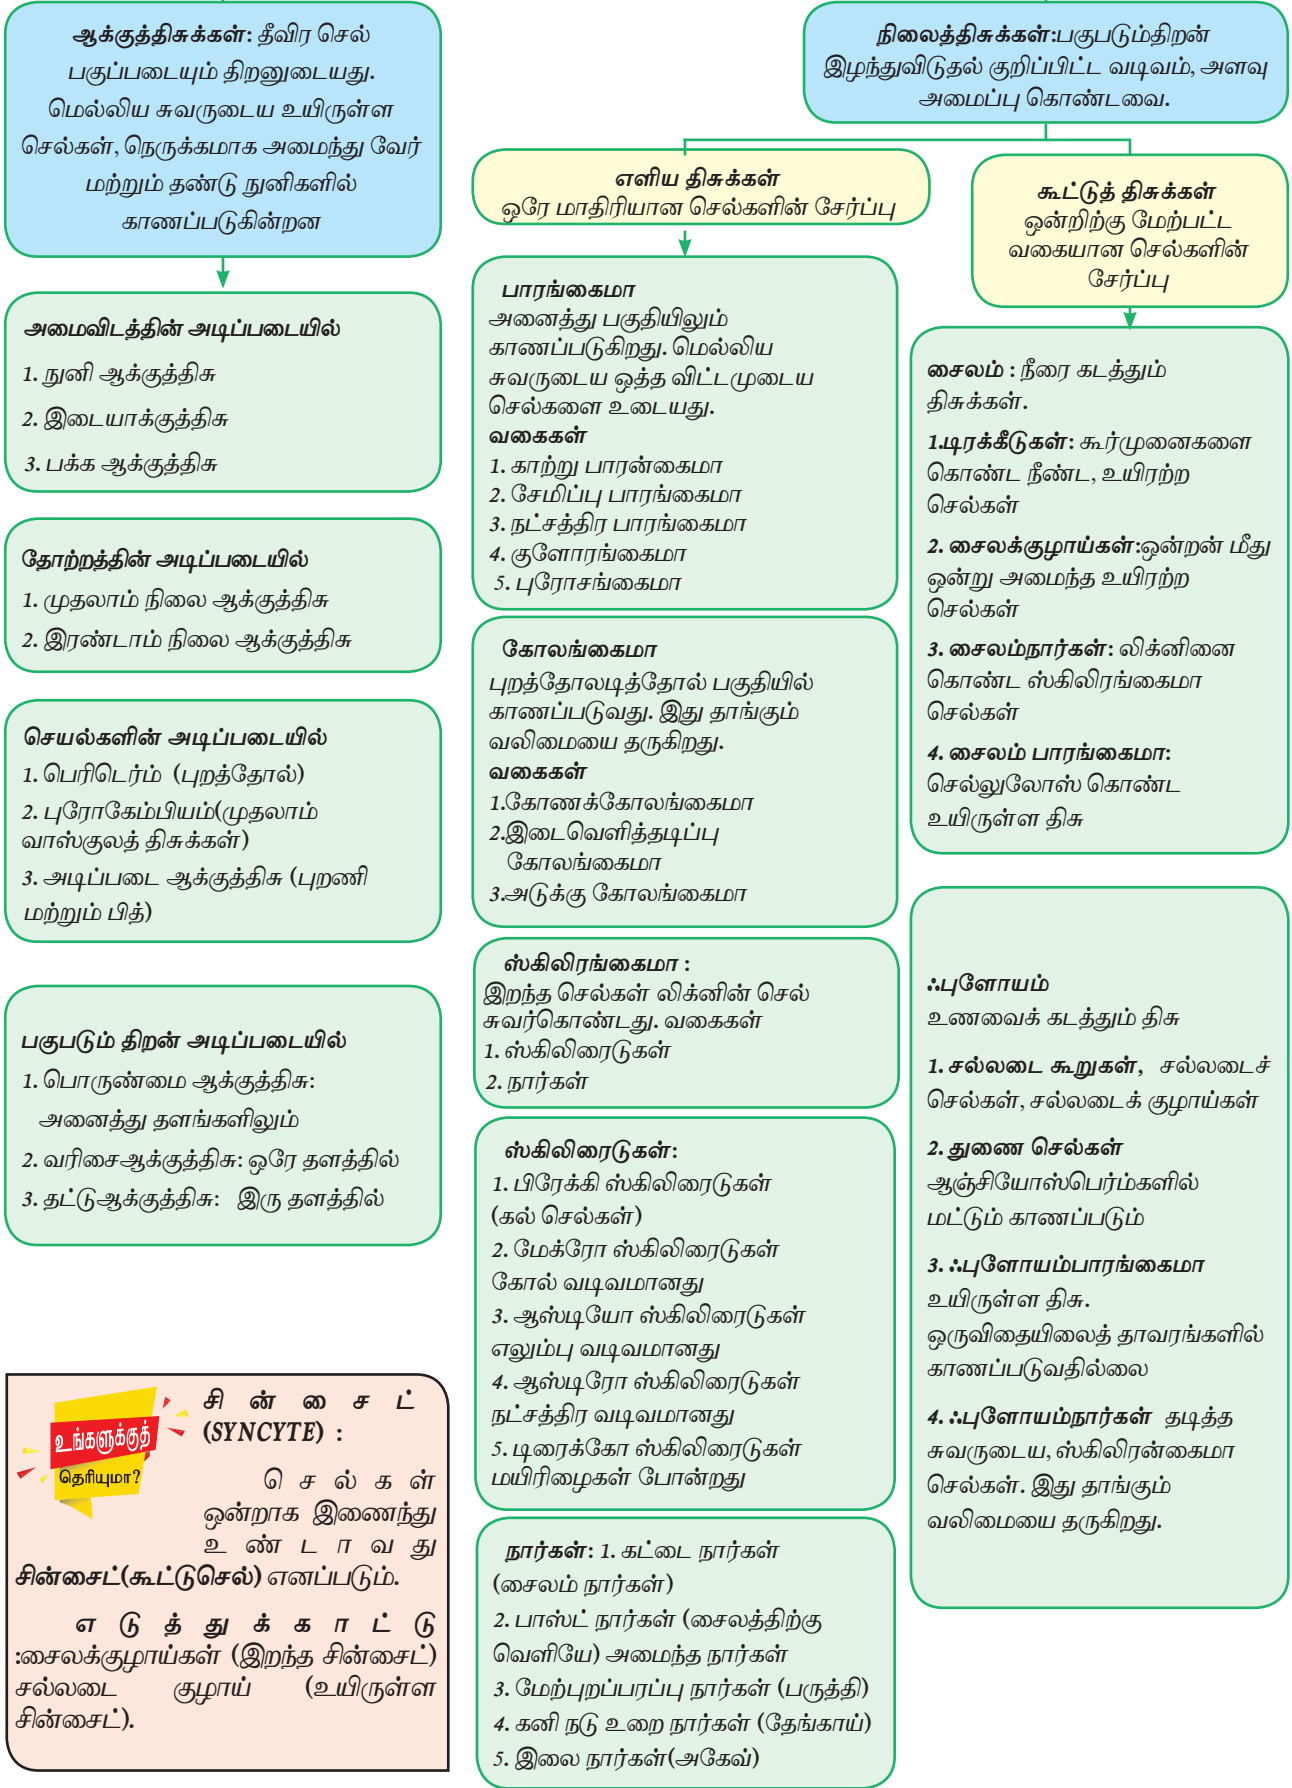 ஆக்குத்திசுக்கள்: தீவிர செல்
பகுப்படையும் திறனுடையது.
மெல்லிய சுவருடைய உயிருள்ள
செல்கள், நெருக்கமாக அமைந்து வேர்
மற்றும் தண்டு நுனிகளில்
காணப்படுகின்றன
அமைவிடத்தின் அடிப்படையில்
1. நுனி ஆக்குத்திசு
2. இடையாக்குத்திசு
3. பக்க ஆக்குத்திசு
தோற்றத்தின் அடிப்படையில்
1. முதலாம் நிலை ஆக்குத்திசு
2. இரண்டாம் நிலை ஆக்குத்திசு
செயல்களின் அடிப்படையில்
1. பெரிடெர்ம் (புறத்தோல்)
2. புரோகேம்பியம்(முதலாம்
வாஸ்குலத் திசுக்கள்)
3. அடிப்படை ஆக்குத்திசு (புறணி
மற்றும் பித்)
பகுபடும் திறன் அடிப்படையில்
1. பொருண்மை ஆக்குத்திசு:
அனைத்து தளங்களிலும்
2. வரிசைஆக்குத்திசு: ஒரே தளத்தில்
3. தட்டுஆக்குத்திசு: இரு தளத்தில்
உங்களுக்குத்
தெரியுமா?
சின்சைட்
(SYNCYTE) :
செல்கள்
ஒன்றாக இணைந்து
உண்டாவது
சின்சைட்(கூட்டுசெல்) எனப்படும்.
எடுத்துக்காட்டு
:சைலக்குழாய்கள் (இறந்த சின்சைட்)
சல்லடை குழாய் (உயிருள்ள
சின்சைட்).
நிலைத்திசுக்கள்:பகுபடும்திறன்
இழந்துவிடுதல் குறிப்பிட்ட வடிவம், அளவு
அமைப்பு கொண்டவை.
எளிய திசுக்கள்
ஒரே மாதிரியான செல்களின் சேர்ப்பு
பாரங்கைமா
அனைத்து பகுதியிலும்
காணப்படுகிறது. மெல்லிய
சுவருடைய ஒத்த விட்டமுடைய
செல்களை உடையது.
வகைகள்
1. காற்று பாரன்கைமா
2. சேமிப்பு பாரங்கைமா
3. நட்சத்திர பாரங்கைமா
4. குளோரங்கைமா
5. புரோசங்கைமா
கோலங்கைமா
புறத்தோலடித்தோல் பகுதியில்
காணப்படுவது. இது தாங்கும்
வலிமையை தருகிறது.
வகைகள்
1.கோணக்கோலங்கைமா
2.இடைவெளித்தடிப்பு
கோலங்கைமா
3.அடுக்கு கோலங்கைமா
ஸ்கிலிரங்கைமா :
இறந்த செல்கள் லிக்னின் செல்
சுவர்கொண்டது. வகைகள்
1. ஸ்கிலிரைடுகள்
2. நார்கள்
ஸ்கிலிரைடுகள்:
1. பிரேக்கி ஸ்கிலிரைடுகள்
(கல் செல்கள்)
2. மேக்ரோ ஸ்கிலிரைடுகள்
கோல் வடிவமானது
3. ஆஸ்டியோ ஸ்கிலிரைடுகள்
எலும்பு வடிவமானது
4. ஆஸ்டிரோ ஸ்கிலிரைடுகள்
நட்சத்திர வடிவமானது
5. டிரைக்கோ ஸ்கிலிரைடுகள்
மயிரிழைகள் போன்றது
நார்கள்: 1. கட்டை நார்கள்
(சைலம் நார்கள்)
2. பாஸ்ட் நார்கள் (சைலத்திற்கு
வெளியே) அமைந்த நார்கள்
3. மேற்புறப்பரப்பு நார்கள் (பருத்தி)
4. கனி நடு உறை நார்கள் (தேங்காய்)
5. இலை நார்கள்(அகேவ்)
கூட்டுத் திசுக்கள்
ஒன்றிற்கு மேற்பட்ட
வகையான செல்களின்
சேர்ப்பு
சைலம் : நீரை கடத்தும்
திசுக்கள்.
1.டிரக்கீடுகள்: கூர்முனைகளை
கொண்ட நீண்ட, உயிரற்ற
செல்கள்
2. சைலக்குழாய்கள்:ஒன்றன் மீது
ஒன்று அமைந்த உயிரற்ற
செல்கள்
3. சைலம்நார்கள்: லிக்னினை
கொண்ட ஸ்கிலிரங்கைமா
செல்கள்
4. சைலம் பாரங்கைமா:
செல்லுலோஸ் கொண்ட
உயிருள்ள திசு
ஃபுளோயம்
உணவைக் கடத்தும் திசு
1. சல்லடை கூறுகள், சல்லடைச்
செல்கள், சல்லடைக் குழாய்கள்
2. துணை செல்கள்
ஆஞ்சியோஸ்பெர்ம்களில்
மட்டும் காணப்படும்
3. ஃபுளோயம்பாரங்கைமா
உயிருள்ள திசு.
ஒருவிதையிலைத் தாவரங்களில்
காணப்படுவதில்லை
4. ஃபுளோயம்நார்கள் தடித்த
சுவருடைய, ஸ்கிலிரன்கைமா
செல்கள். இது தாங்கும்
வலிமையை தருகிறது.